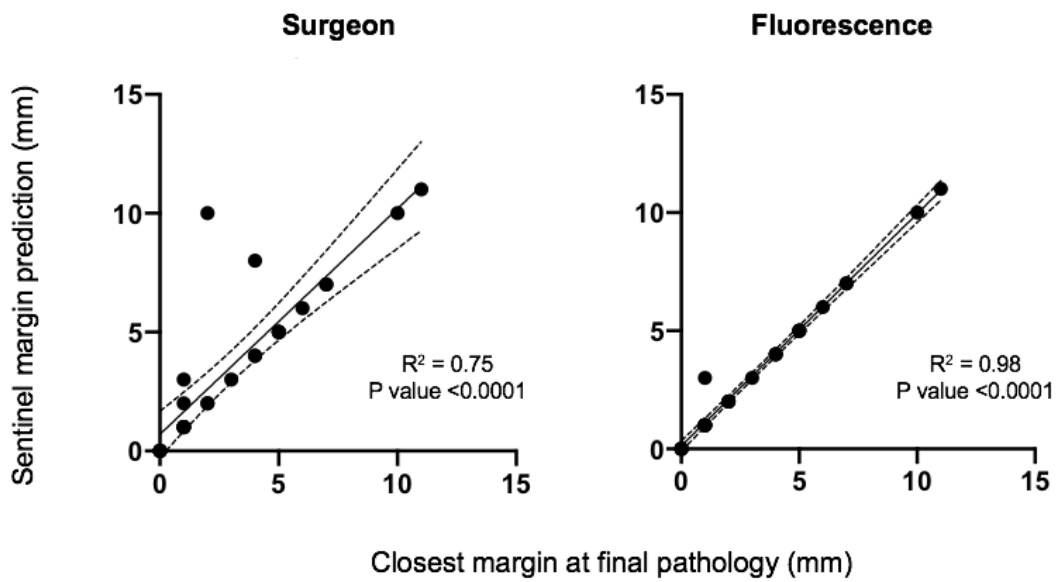 Surgeon
Fluorescence
Sentinel margin prediction (mm)
15
10
5
0
0
5
10
15
R² = 0.75
P value <0.0001
15
10
5
0
0
5
10
15
R² = 0.98
P value <0.0001
Closest margin at final pathology (mm)